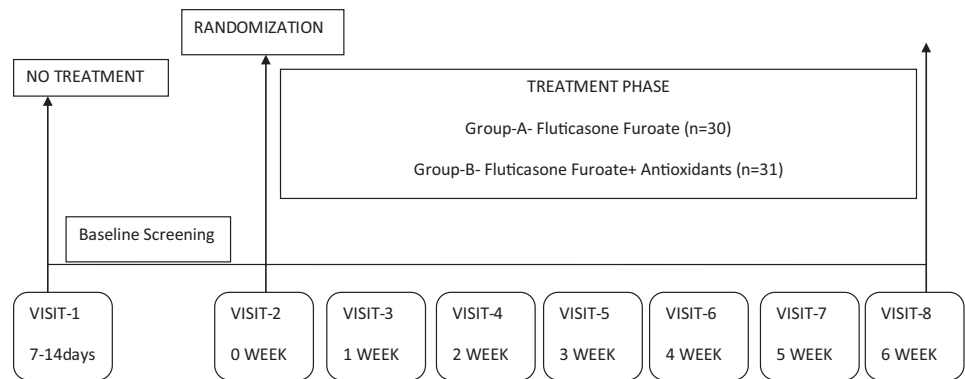 RANDOMIZATION
NO TREATMENT
TREATMENT PHASE
Group-A- Fluticasone Furoate (n=30)
Group-B- Fluticasone Furoate+ Antioxidants (n=31)
Baseline Screening
VISIT-1
7-14days
VISIT-2
0 WEEK
VISIT-3
1 WEEK
VISIT-4
2 WEEK
VISIT-5
3 WEEK
VISIT-6
4 WEEK
VISIT-7
5 WEEK
VISIT-8
6 WEEK